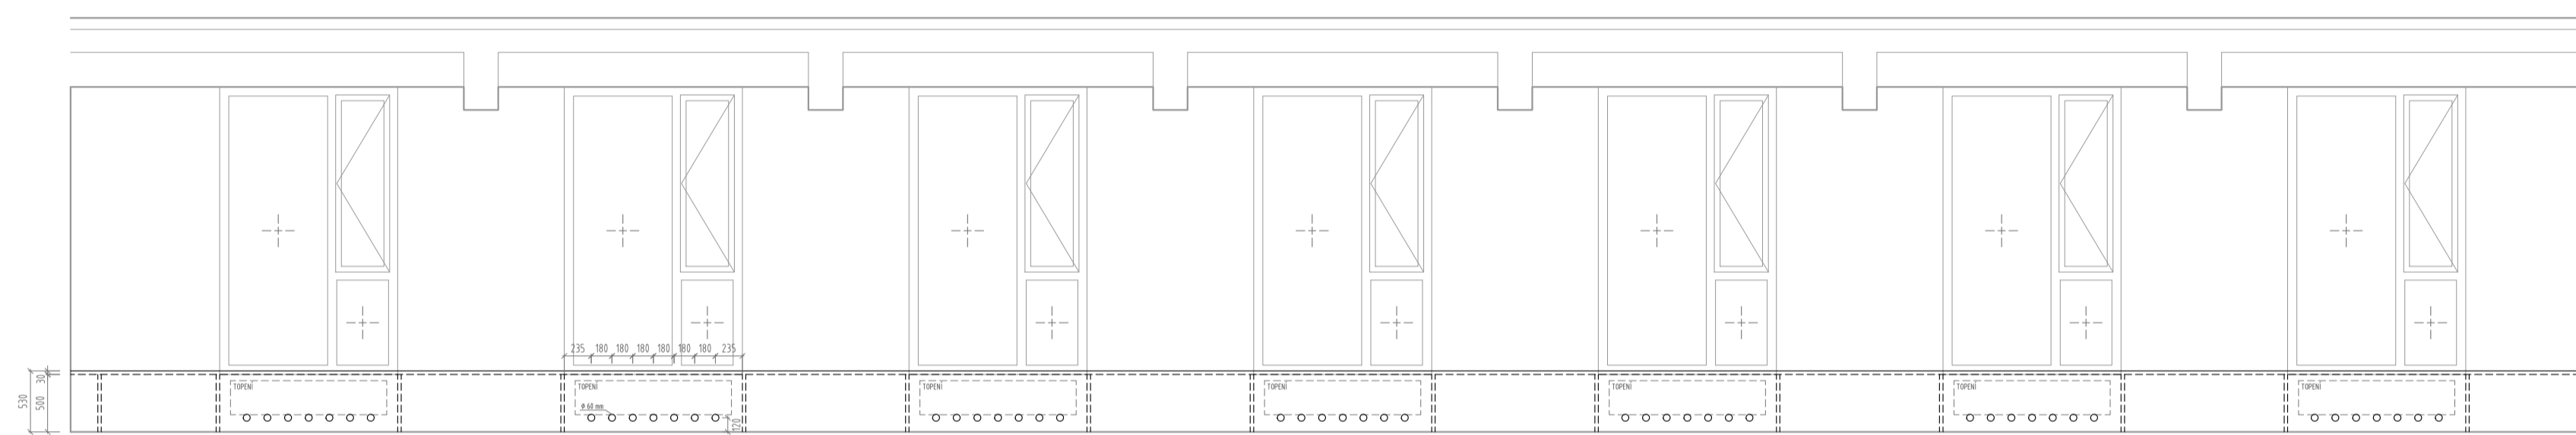 235 180 180 180 180 180 180 235
530
500
30
TOPENÍ
TOPENÍ
TOPENÍ
TOPENÍ
TOPENÍ
TOPENÍ
TOPENÍ
Φ 60 mm
120